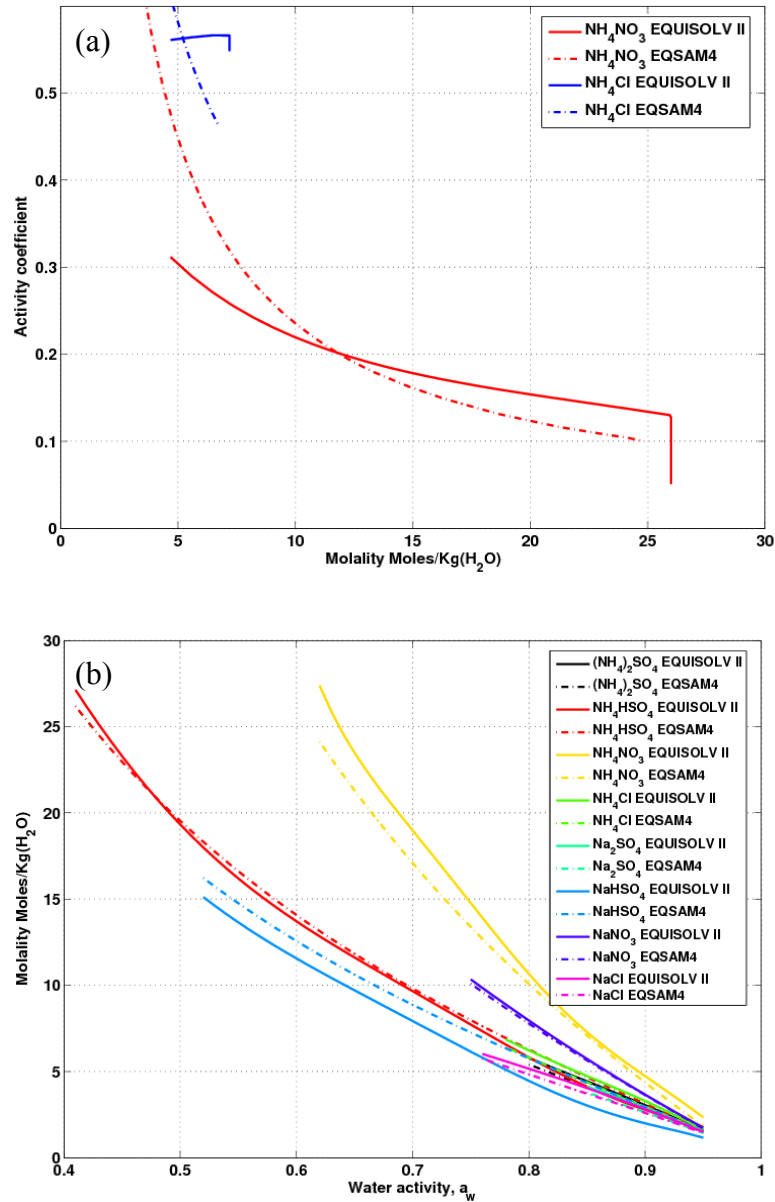 (a)
NH4NO3 EQUISOLV II
NH4NO3 EQSAM4
NH4Cl EQUISOLV II
NH4Cl EQSAM4
0.5
0.4
0.3
0.2
0.1
0
Activity coefficient
0 5 10 15 20 25 30
Molality Moles/Kg(H2O)
(b)
(NH4)2SO4 EQUISOLV II
(NH4)2SO4 EQSAM4
NH4HSO4 EQUISOLV II
NH4HSO4 EQSAM4
NH4NO3 EQUISOLV II
NH4NO3 EQSAM4
NH4Cl EQUISOLV II
NH4Cl EQSAM4
Na2SO4 EQUISOLV II
Na2SO4 EQSAM4
NaHSO4 EQUISOLV II
NaHSO4 EQSAM4
NaNO3 EQUISOLV II
NaNO3 EQSAM4
NaCl EQUISOLV II
NaCl EQSAM4
30
25
20
15
10
5
0
Molality Moles/Kg(H2O)
0.4 0.5 0.6 0.7 0.8 0.9 1
Water activity, aw